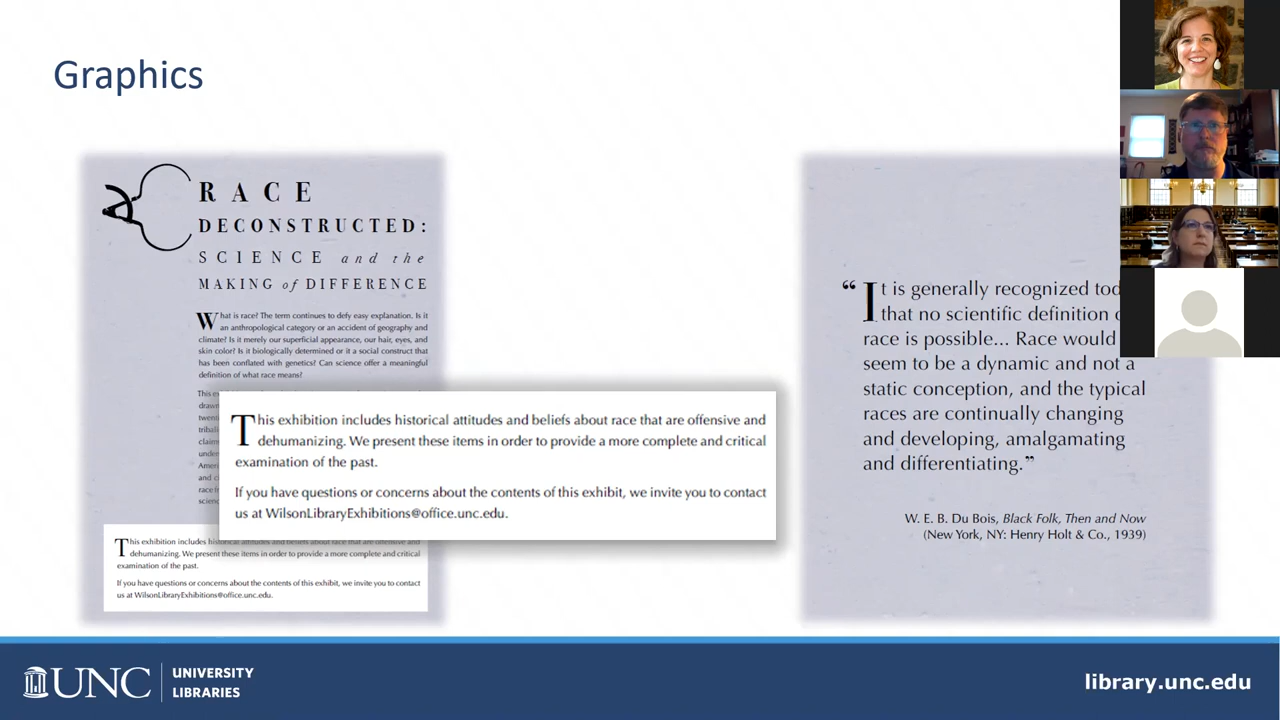 Graphics
RACE
DECONSTRUCTED:
SCIENCE and the
MAKING of DIFFERENCE
What is race? The term continues to defy easy explanation. Is it
an anthropological category or an accident of geography and
climate? Is it merely our superficial appearance, our hair, eyes, and
skin color? Is it biologically determined or it a social construct that
has been conflated with genetics? Can science offer a meaningful
definition of what race means?
This exhibition includes historical attitudes and beliefs about race that are offensive and
dehumanizing. We present these items in order to provide a more complete and critical
examination of the past.
If you have questions or concerns about the contents of this exhibit, we invite you to contact
us at WilsonLibraryExhibitions@office.unc.edu.
This exhibition includes historical attitudes and beliefs about race that are offensive and
dehumanizing. We present these items in order to provide a more complete and critical
examination of the past.
If you have questions or concerns about the contents of this exhibit, we invite you to contact
us at WilsonLibraryExhibitions@office.unc.edu.
“It is generally recognized
that no scientific definition
race is possible... Race would
seem to be a dynamic and not a
static conception, and the typical
races are continually changing
and developing, amalgamating
and differentiating.”
W. E. B. Du Bois, Black Folk, Then and Now
(New York, NY: Henry Holt & Co., 1939)
UNC
UNIVERSITY
LIBRARIES
library.unc.edu